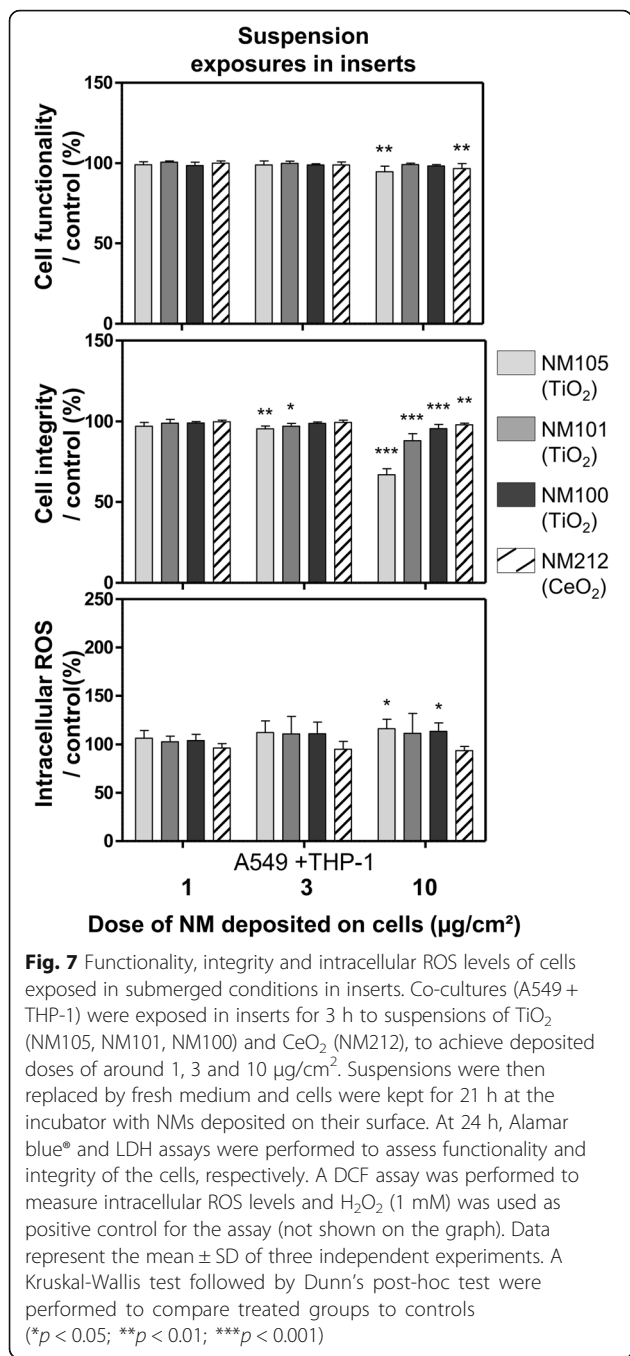 Suspension
exposures in inserts
Cell functionality
/ control (%)
150
100
50
0
** **
Cell integrity
/ control (%)
150
100
50
0
** * *** *** *** **
Intracellular ROS
/ control(%)
250
200
150
100
50
0
* *
NM105
(TiO₂)
NM101
(TiO₂)
NM100
(TiO₂)
NM212
(CeO₂)
A549 +THP-1
1 3 10
Dose of NM deposited on cells (µg/cm²)
Fig. 7 Functionality, integrity and intracellular ROS levels of cells
exposed in submerged conditions in inserts. Co-cultures (A549 +
THP-1) were exposed in inserts for 3 h to suspensions of TiO₂
(NM105, NM101, NM100) and CeO₂ (NM212), to achieve deposited
doses of around 1, 3 and 10 µg/cm². Suspensions were then
replaced by fresh medium and cells were kept for 21 h at the
incubator with NMs deposited on their surface. At 24 h, Alamar
blue® and LDH assays were performed to assess functionality and
integrity of the cells, respectively. A DCF assay was performed to
measure intracellular ROS levels and H₂O₂ (1 mM) was used as
positive control for the assay (not shown on the graph). Data
represent the mean ± SD of three independent experiments. A
Kruskal-Wallis test followed by Dunn's post-hoc test were
performed to compare treated groups to controls
(*p < 0.05; **p < 0.01; ***p < 0.001)